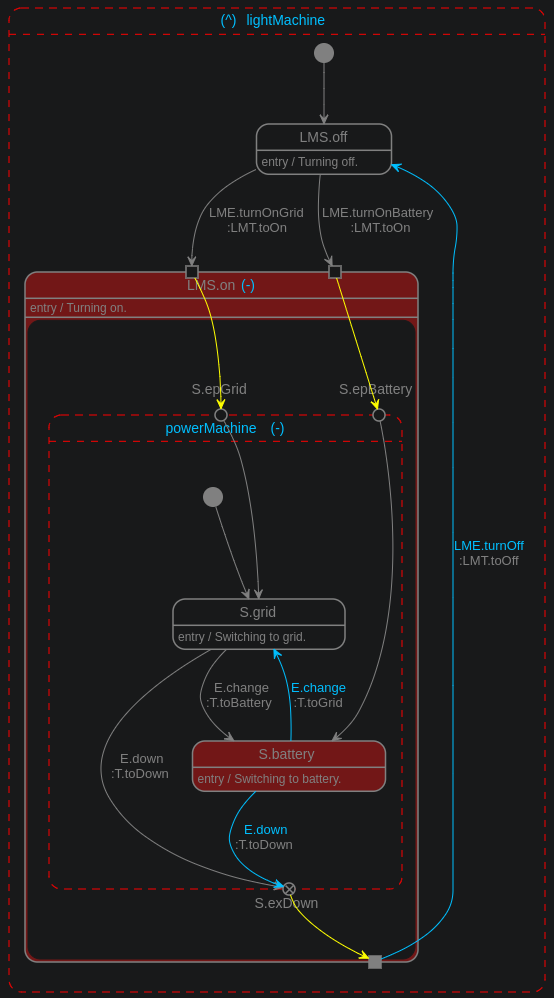 (^) lightMachine
LMS.off
entry / Turning off.
LME.turnOnGrid
:LMT.toOn
LME.turnOnBattery
:LMT.toOn
LMS.on (-)
entry / Turning on.
S.epGrid
S.epBattery
powerMachine (-)
LME.turnOff
:LMT.toOff
S.grid
entry / Switching to grid.
E.change
:T.toBattery
E.change
:T.toGrid
S.battery
entry / Switching to battery.
E.down
:T.toDown
E.down
:T.toDown
S.exDown